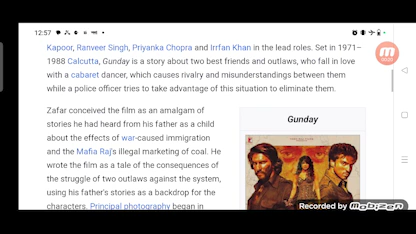 12:57
Kapoor, Ranveer Singh, Priyanka Chopra and Irrfan Khan in the lead roles. Set in 1971–
1988 Calcutta, Gunday is a story about two best friends and outlaws, who fall in love
with a cabaret dancer, which causes rivalry and misunderstandings between them
while a police officer tries to take advantage of this situation to eliminate them.
Zafar conceived the film as an amalgam of
stories he had heard from his father as a child
about the effects of war-caused immigration
and the Mafia Raj's illegal marketing of coal. He
wrote the film as a tale of the consequences of
the struggle of two outlaws against the system,
using his father's stories as a backdrop for the
characters. Principal photography began in
Gunday
Recorded by Mobizen